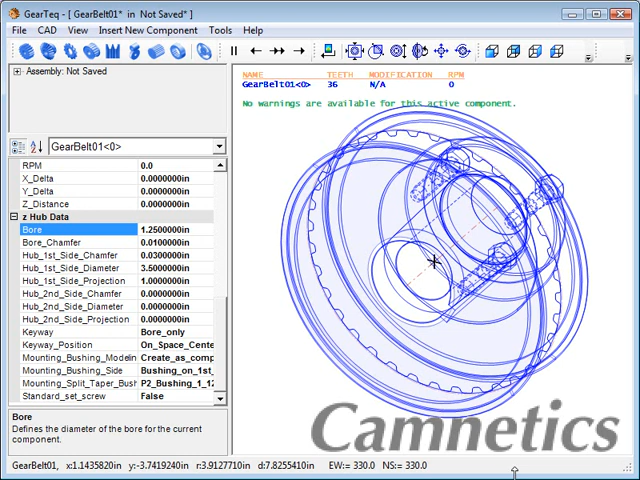 GearTeq - [ GearBelt01* in Not Saved* ]
File CAD View Insert New Component Tools Help
Assembly: Not Saved
GearBelt01<0>
RPM 0.0
X_Delta 0.0000000in
Y_Delta 0.0000000in
Z_Distance 0.0000000in
z Hub Data
Bore 1.2500000in
Bore_Chamfer 0.0100000in
Hub_1st_Side_Chamfer 0.0300000in
Hub_1st_Side_Diameter 3.5000000in
Hub_1st_Side_Projection 1.0000000in
Hub_2nd_Side_Chamfer 0.0000000in
Hub_2nd_Side_Diameter 0.0000000in
Hub_2nd_Side_Projection 0.0000000in
Keyway Bore_only
Keyway_Position On_Space_Cente
Mounting_Bushing_Modelin Create_as_comp
Mounting_Bushing_Side Bushing_on_1st_
Mounting_Split_Taper_Bush P2_Bushing_1_12
Standard_set_screw False
Bore
Defines the diameter of the bore for the current
component.
NAME TEETH MODIFICATION RPM
GearBelt01<0> 36 N/A 0
No warnings are available for this active component.
Camnetics
GearBelt01, x:1.1435820in y:-3.7419240in r:3.9127710in d:7.8255410in EW:= 330.0 NS:= 330.0